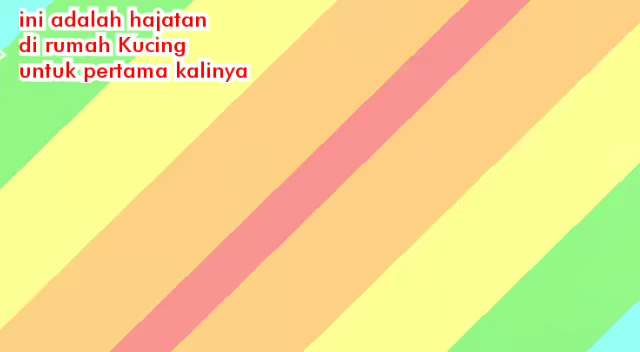 ini adalah hajatan
di rumah Kucing
untuk pertama kalinya